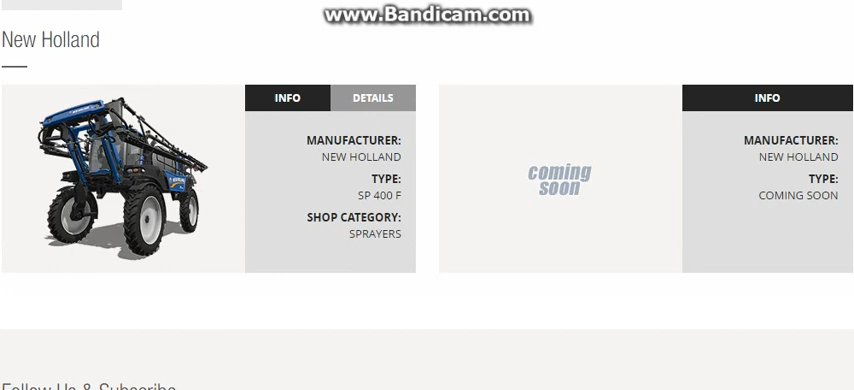 www.Bandicam.com
New Holland
INFO
DETAILS
MANUFACTURER:
NEW HOLLAND
TYPE:
SP 400 F
SHOP CATEGORY:
SPRAYERS
coming
soon
INFO
MANUFACTURER:
NEW HOLLAND
TYPE:
COMING SOON
Follow Us & Subscribe